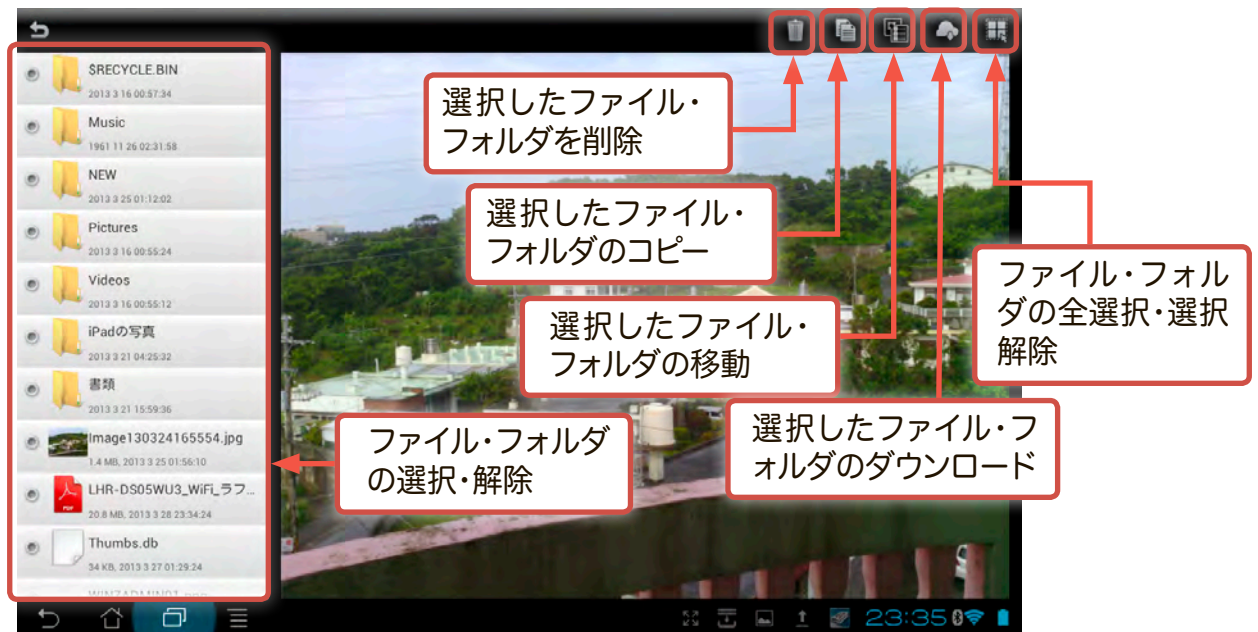 $RECYCLE.BIN
2013 3 16 00:57:34
Music
1961 11 26 02:31:58
NEW
2013 3 25 01:12:02
Pictures
2013 3 16 00:55:24
Videos
2013 3 16 00:55:12
iPadの写真
2013 3 21 04:25:32
書類
2013 3 21 15:59:36
Image130324165554.jpg
1.4 MB, 2013 3 25 01:56:10
LHR-DS05WU3_WiFi_ラフ...
PDF
20.8 MB, 2013 3 28 23:34:24
Thumbs.db
34 KB, 2013 3 27 01:29:24
選択したファイル・
フォルダを削除
選択したファイル・
フォルダのコピー
選択したファイル・
フォルダの移動
ファイル・フォル
ダの全選択・選択
解除
選択したファイル・フ
ォルダのダウンロード
ファイル・フォルダ
の選択・解除
23:35